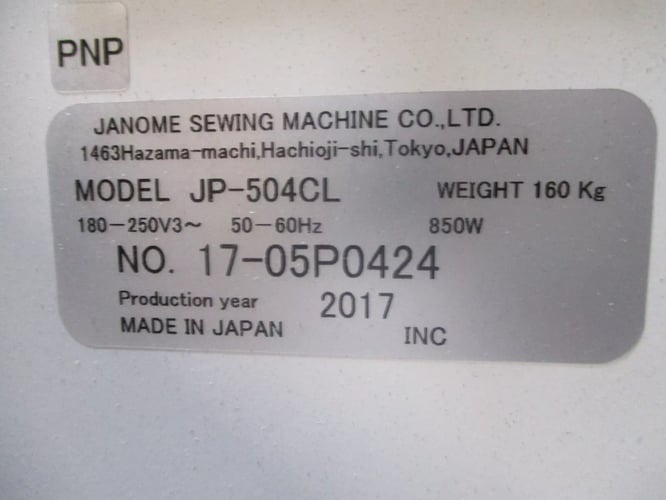 PNP
JANOME SEWING MACHINE CO.,LTD.
1463Hazama-machi,Hachioji-shi,Tokyo,JAPAN
MODEL JP-504CL WEIGHT 160 Kg
180-250V3~ 50-60Hz 850W
NO. 17-05P0424
Production year 2017
MADE IN JAPAN INC